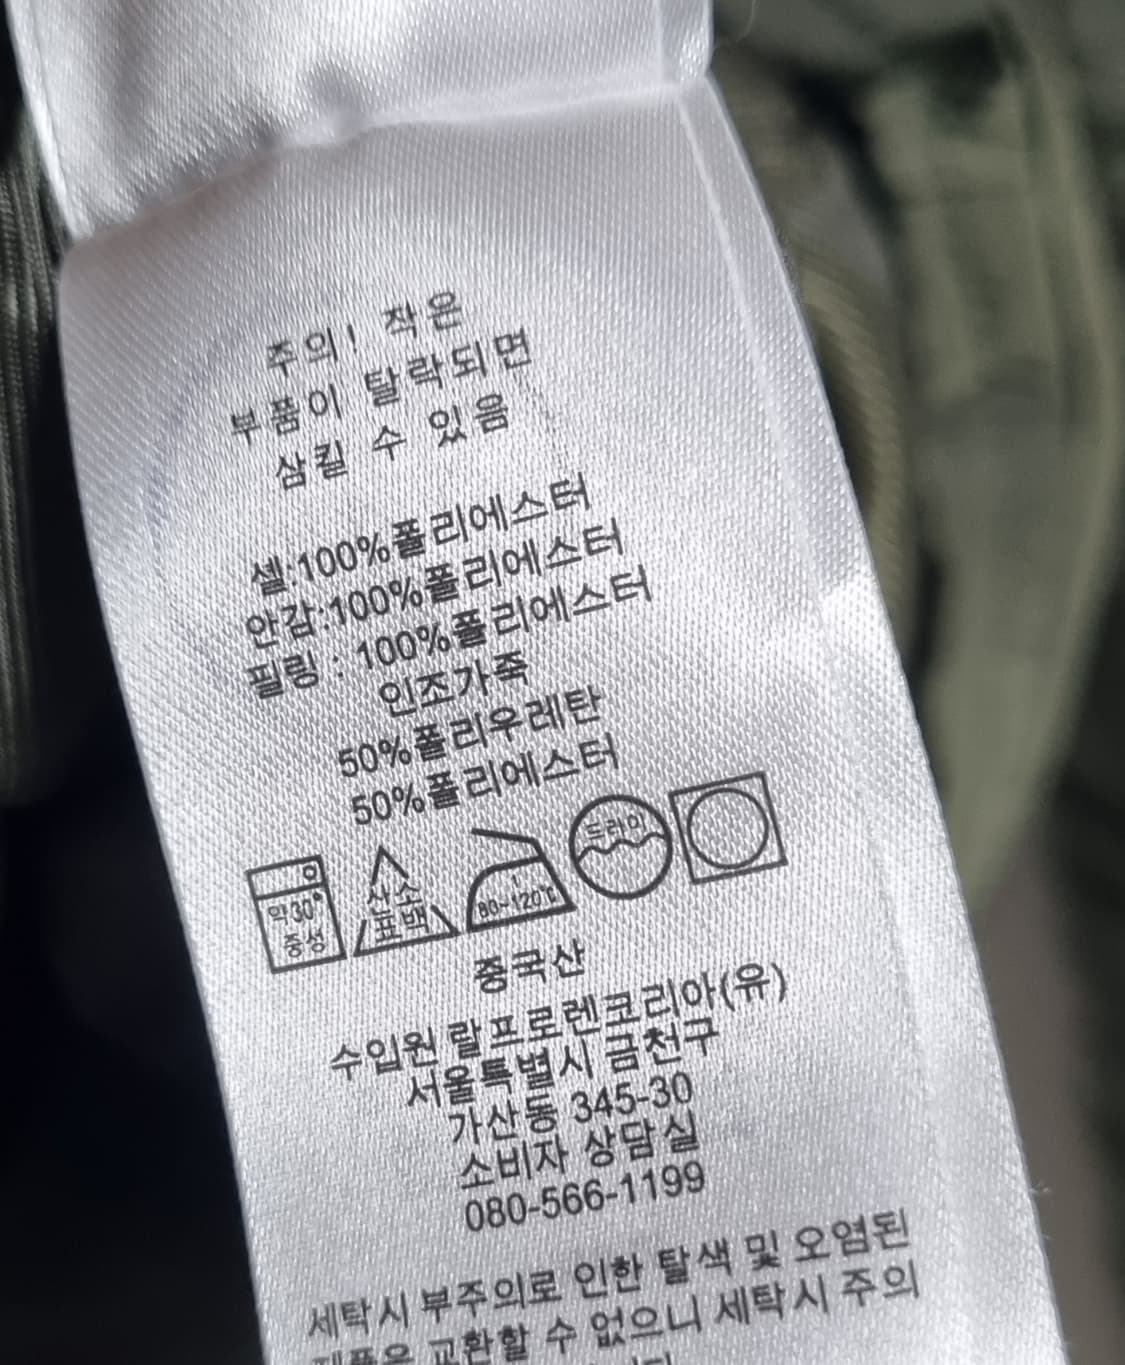 주의! 작은
부품이 탈락되면
삼킬 수 있음
셸:100%폴리에스터
안감:100%폴리에스터
필링 : 100%폴리에스터
인조가죽
50%폴리우레탄
50%폴리에스터
약30°
중성
산소
표백
80~120℃
드라이
중국산
수입원 랄프로렌코리아(유)
서울특별시 금천구
가산동 345-30
소비자 상담실
080-566-1199
세탁시 부주의로 인한 탈색 및 오염된
제품은 교환할 수 없으니 세탁시 주의